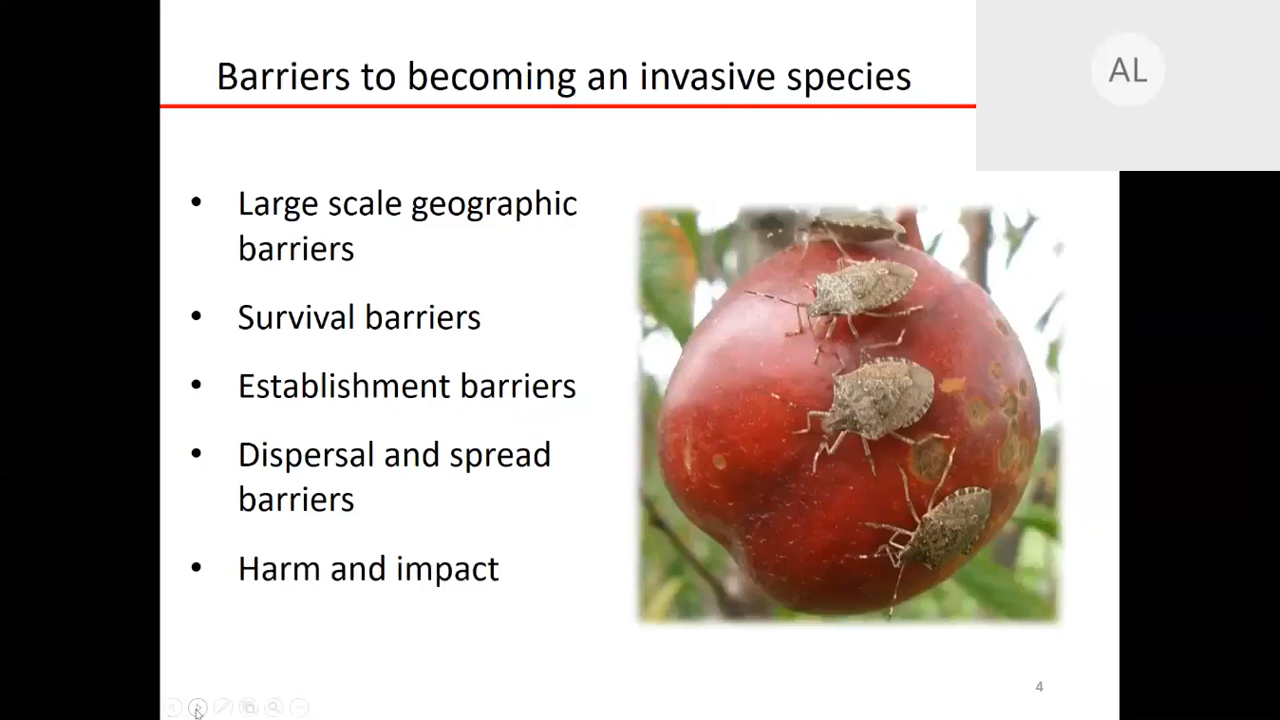 Barriers to becoming an invasive species
AL
• Large scale geographic
barriers
• Survival barriers
• Establishment barriers
• Dispersal and spread
barriers
• Harm and impact
4